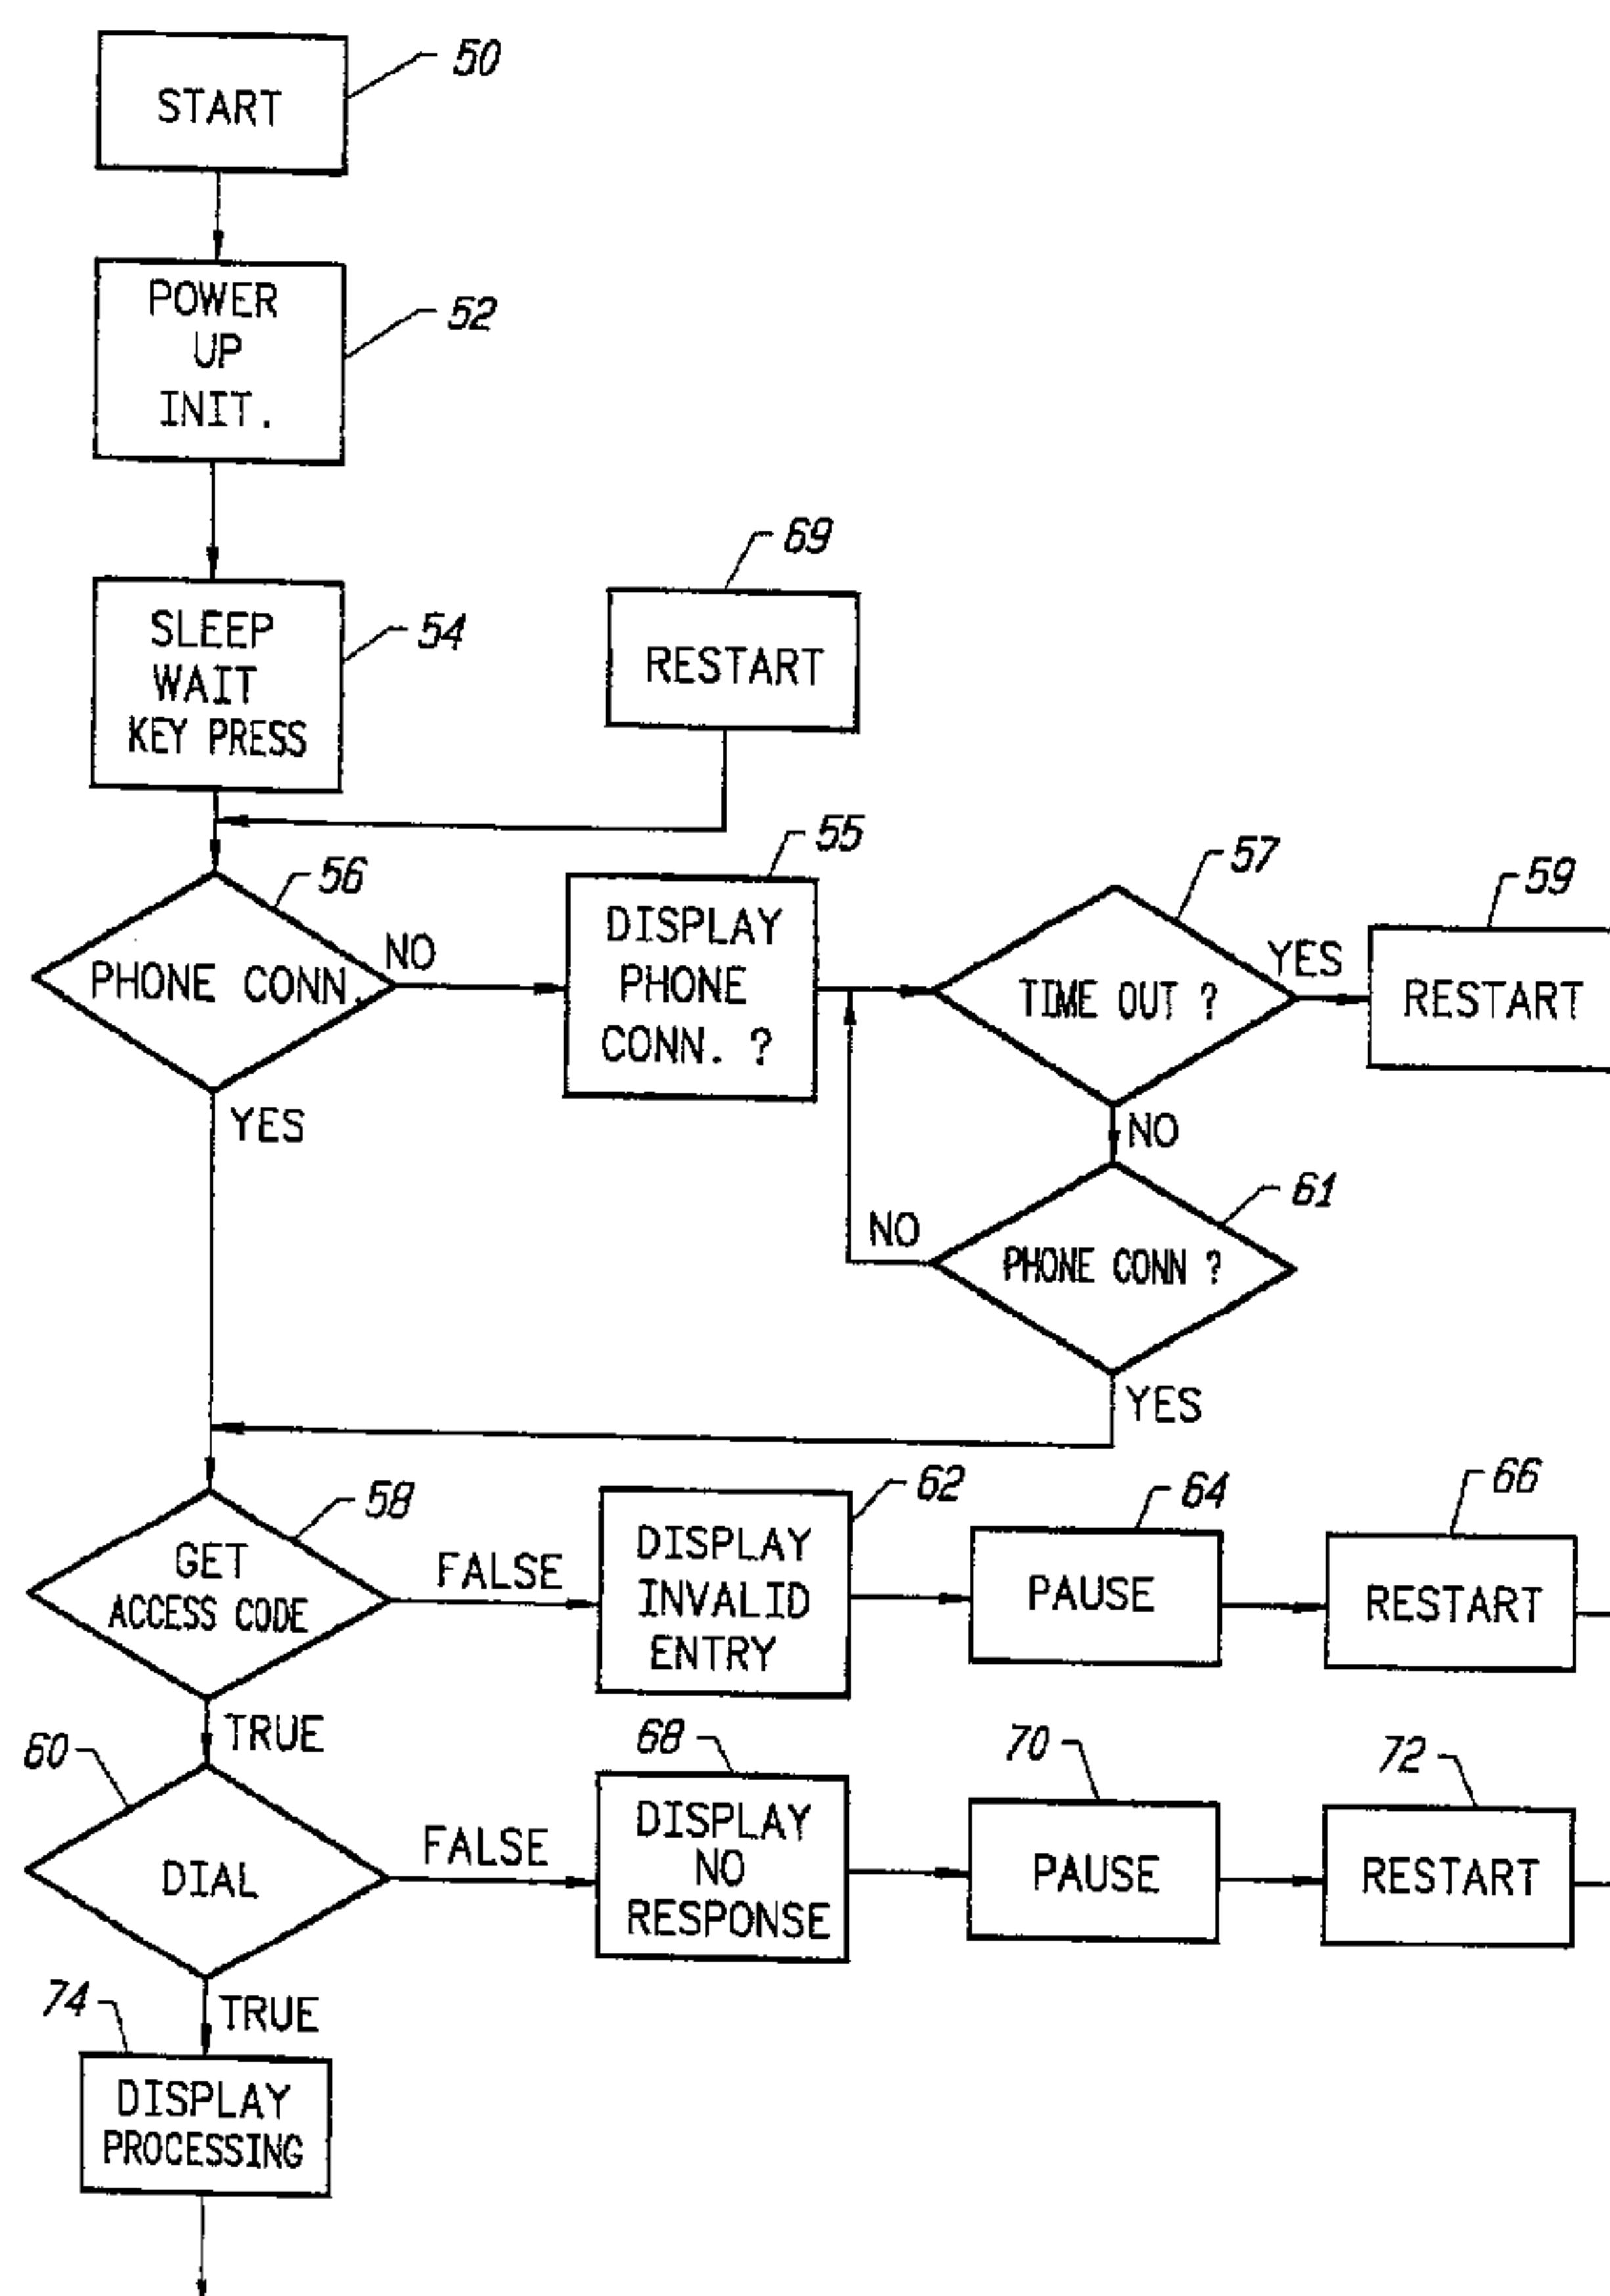 50
START
52
POWER
UP
INIT.
54
SLEEP
WAIT
KEY PRESS
69
RESTART
56
PHONE CONN.
NO
YES
55
DISPLAY
PHONE
CONN. ?
57
TIME OUT ?
YES
NO
59
RESTART
61
PHONE CONN ?
NO
YES
58
GET
ACCESS CODE
FALSE
TRUE
62
DISPLAY
INVALID
ENTRY
64
PAUSE
66
RESTART
60
DIAL
FALSE
TRUE
68
DISPLAY
NO
RESPONSE
70
PAUSE
72
RESTART
74
DISPLAY
PROCESSING